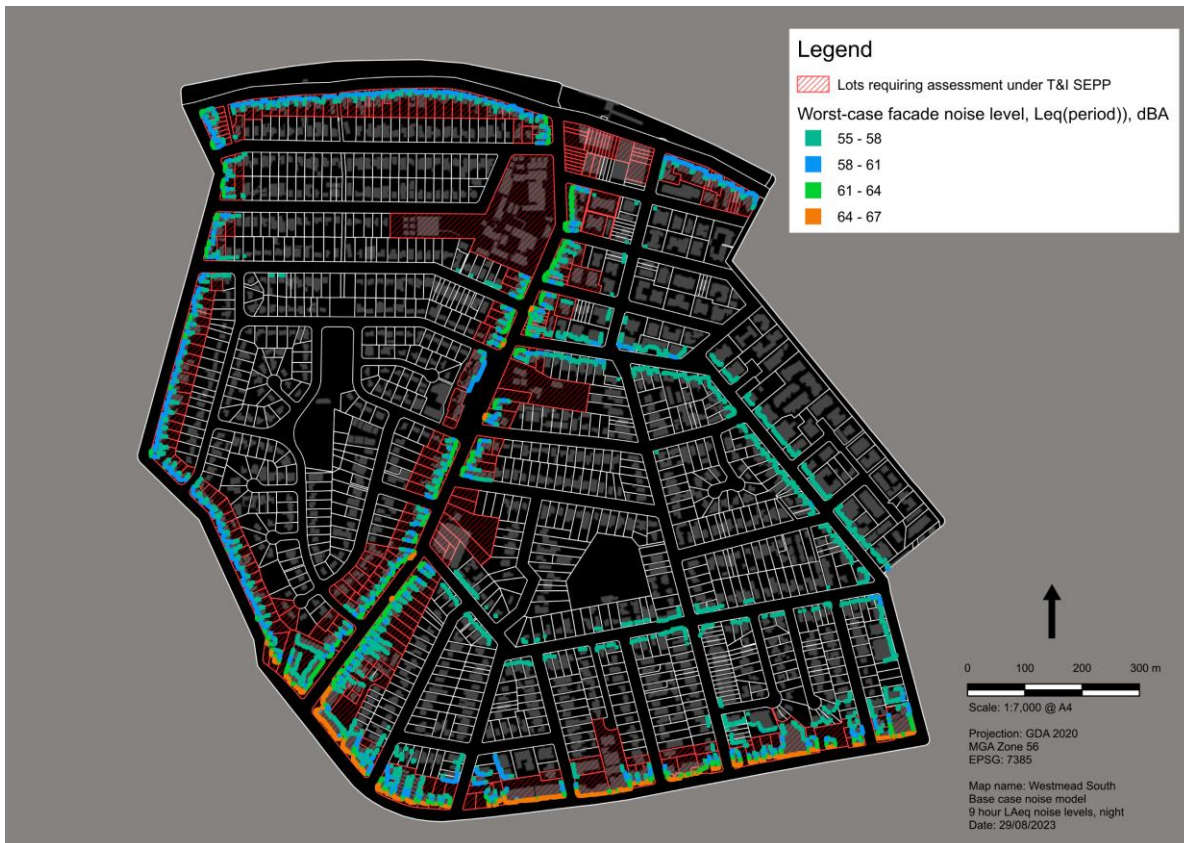 Legend
Lots requiring assessment under T&I SEPP
Worst-case facade noise level, Leq(period)), dBA
55 - 58
58 - 61
61 - 64
64 - 67
0 100 200 300 m
Scale: 1:7,000 @ A4
Projection: GDA 2020
MGA Zone 56
EPSG: 7385
Map name: Westmead South
Base case noise model
9 hour LAeq noise levels, night
Date: 29/08/2023